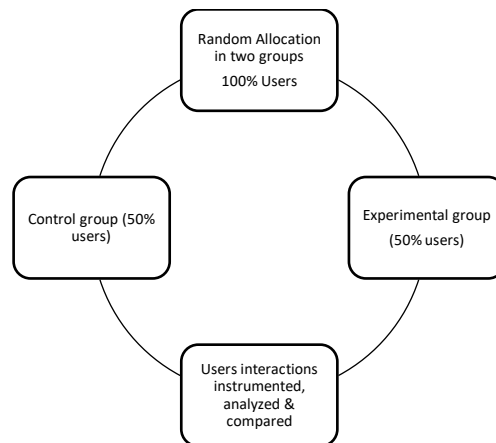 Random Allocation
in two groups
100% Users
Control group (50%
users)
Experimental group
(50% users)
Users interactions
instrumented,
analyzed &
compared